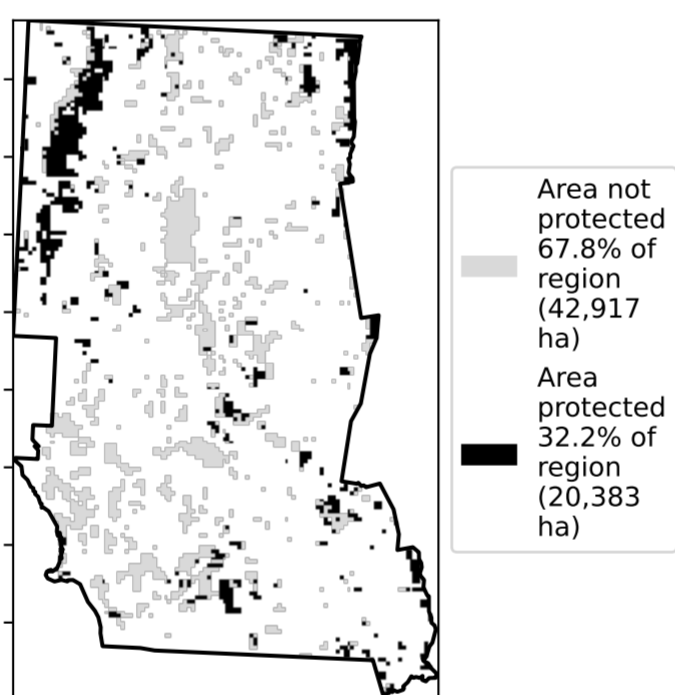 Area not
protected
67.8% of
region
(42,917
ha)
Area
protected
32.2% of
region
(20,383
ha)